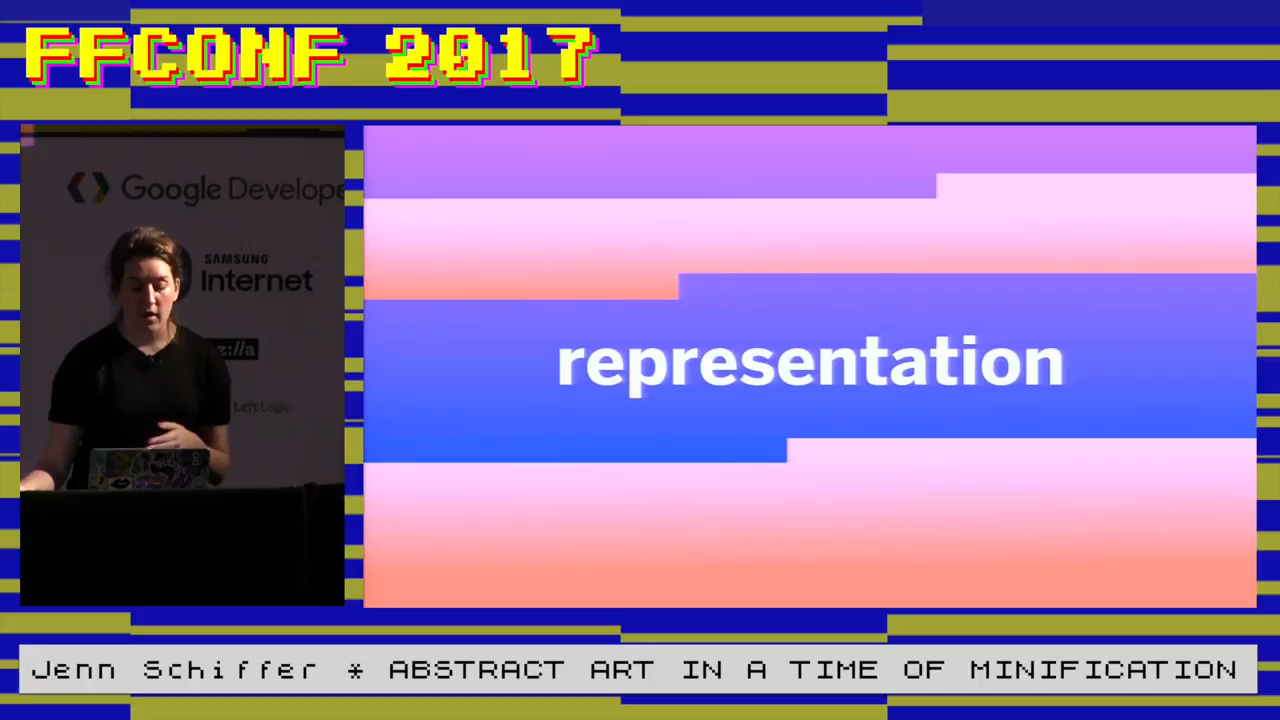 FFCONF 2017
Google Develope
SAMSUNG
Internet
z://a
Left Logic
representation
Jenn Schiffer * ABSTRACT ART IN A TIME OF MINIFICATION